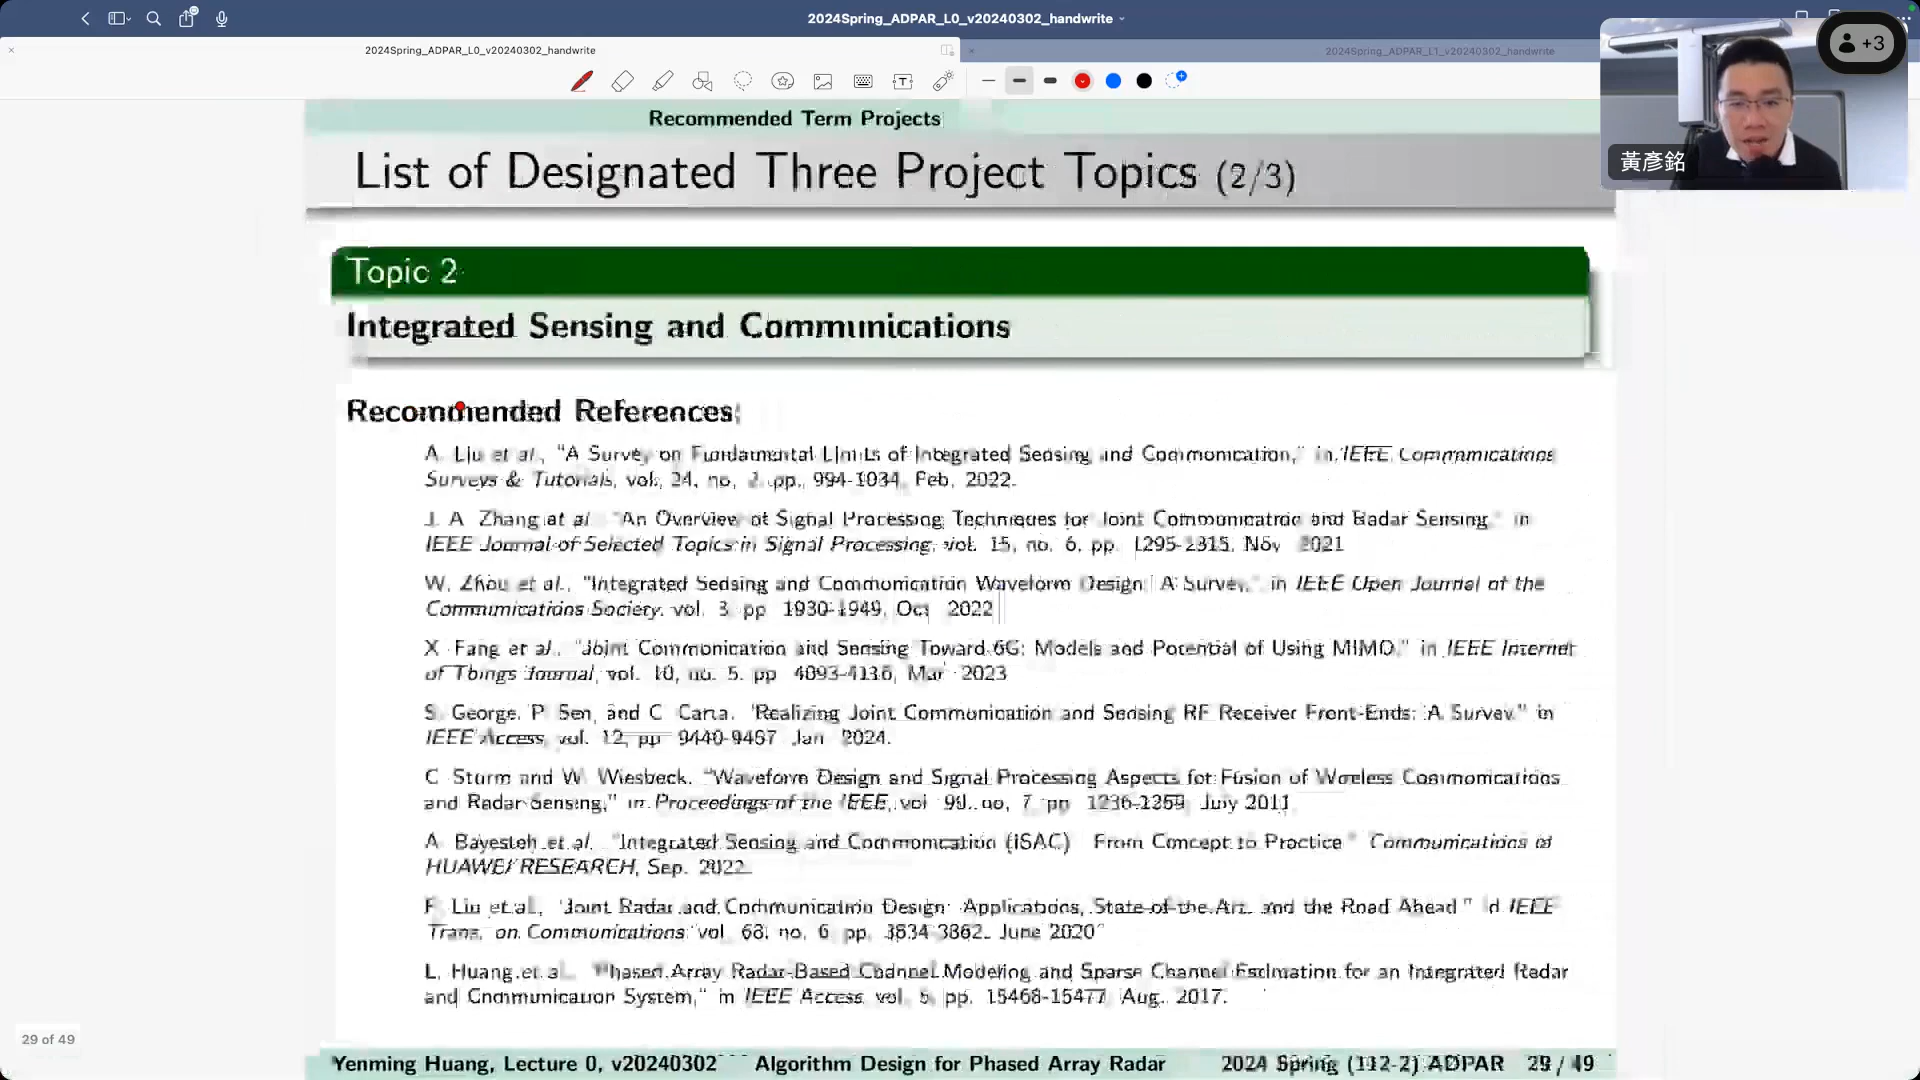 2024Spring_ADPAR_L0_v20240302_handwrite
2024Spring_ADPAR_L0_v20240302_handwrite
2024Spring_ADPAR_L1_v20240302_handwrite
+3
黃彥銘
Recommended Term Projects
List of Designated Three Project Topics (2/3)
Topic 2
Integrated Sensing and Communications
Recommended References:
A. Liu et al., "A Survey on Fundamental Limits of Integrated Sensing and Communication," in IEEE Communications
Surveys & Tutorials, vol. 24, no. 2, pp. 994-1034, Feb. 2022.
J. A. Zhang et al., "An Overview of Signal Processing Techniques for Joint Communication and Radar Sensing," in
IEEE Journal of Selected Topics in Signal Processing, vol. 15, no. 6, pp. 1295-1315, Nov. 2021
W. Zhou et al., "Integrated Sensing and Communication Waveform Design: A Survey," in IEEE Open Journal of the
Communications Society, vol. 3, pp. 1930-1949, Oct. 2022
X. Fang et al., "Joint Communication and Sensing Toward 6G: Models and Potential of Using MIMO," in IEEE Internet
of Things Journal, vol. 10, no. 5, pp. 4093-4116, Mar. 2023
S. George, P. Sen, and C. Carta, "Realizing Joint Communication and Sensing RF Receiver Front-Ends: A Survey," in
IEEE Access, vol. 12, pp. 9440-9457, Jan. 2024.
C. Sturm and W. Wiesbeck, "Waveform Design and Signal Processing Aspects for Fusion of Wireless Communications
and Radar Sensing," in Proceedings of the IEEE, vol. 99, no. 7, pp. 1236-1259, July 2011
A. Bayesteh et al., "Integrated Sensing and Communication (ISAC) From Concept to Practice," Communications of
HUAWEI RESEARCH, Sep. 2022.
F. Liu et al., "Joint Radar and Communication Design: Applications, State-of-the-Art, and the Road Ahead," in IEEE
Trans. on Communications vol. 68, no. 6, pp. 3834-3862, June 2020
L. Huang et al., "Phased Array Radar-Based Channel Modeling and Sparse Channel Estimation for an Integrated Radar
and Communication System," in IEEE Access vol. 5, pp. 15468-15477, Aug. 2017.
29 of 49
Yenming Huang, Lecture 0, v20240302 Algorithm Design for Phased Array Radar 2024 Spring (112-2) ADPAR 29 / 49